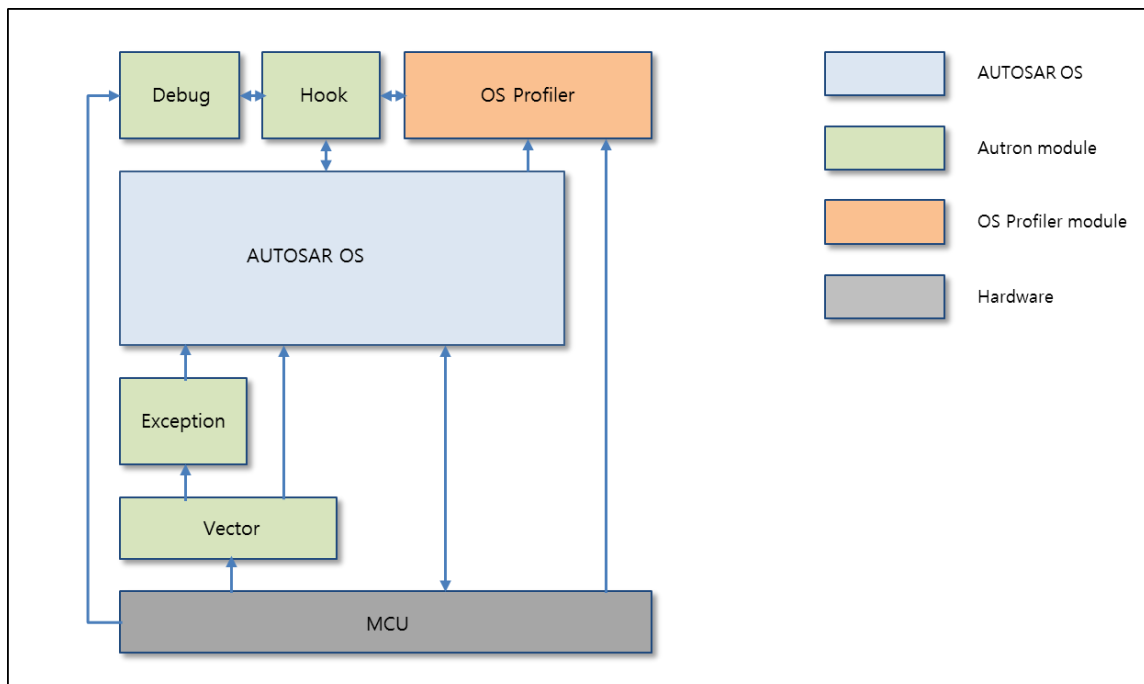 Debug
Hook
OS Profiler
AUTOSAR OS
Exception
Vector
MCU
AUTOSAR OS
Autron module
OS Profiler module
Hardware